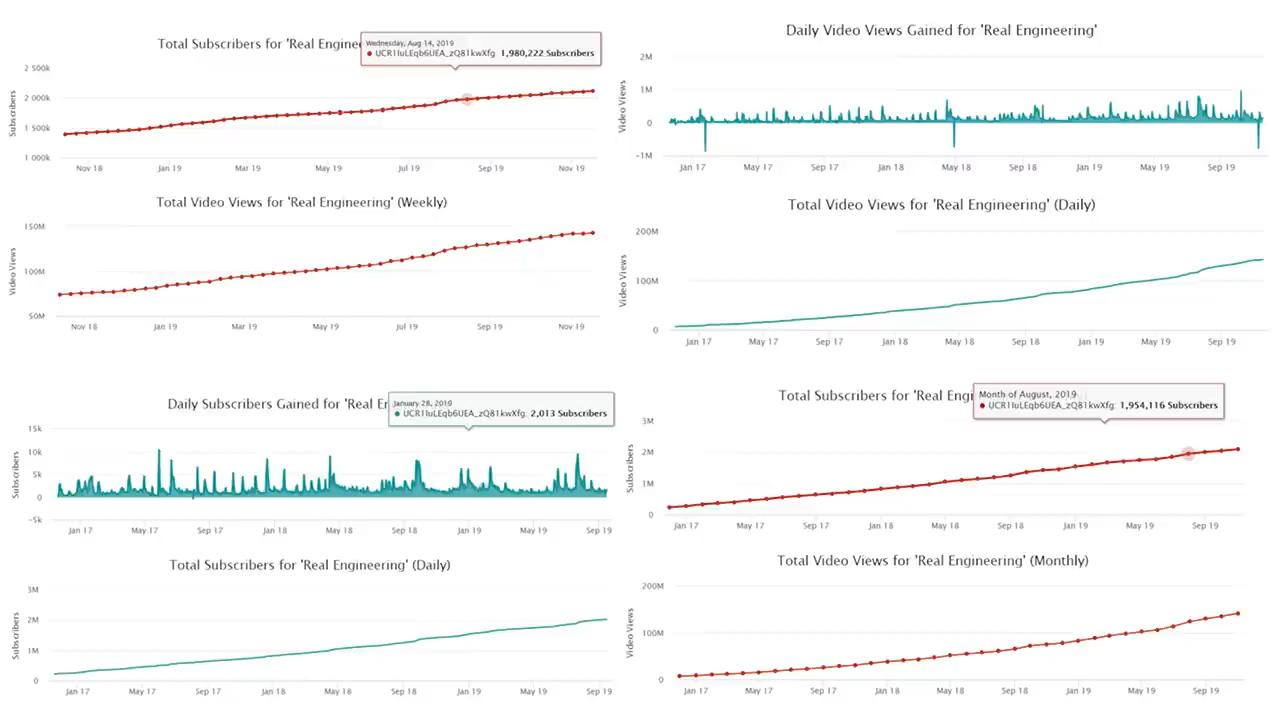 Total Subscribers for 'Real Engine
Wednesday, Aug 14, 2019
UCR1IuLEqb6UEA_zQ81kwXfg 1,980,222 Subscribers
Subscribers
2 500k
2 000k
1 500k
1 000k
Nov 18 Jan 19 Mar 19 May 19 Jul 19 Sep 19 Nov 19
Daily Video Views Gained for 'Real Engineering'
Video Views
2M
1M
0
−1M
Jan 17 May 17 Sep 17 Jan 18 May 18 Sep 18 Jan 19 May 19 Sep 19
Total Video Views for 'Real Engineering' (Weekly)
Video Views
150M
100M
50M
Nov 18 Jan 19 Mar 19 May 19 Jul 19 Sep 19 Nov 19
Total Video Views for 'Real Engineering' (Daily)
Video Views
200M
100M
0
Jan 17 May 17 Sep 17 Jan 18 May 18 Sep 18 Jan 19 May 19 Sep 19
Daily Subscribers Gained for 'Real E
January 28, 2019
UCR1IuLEqb6UEA_zQ81kwXfg: 2,013 Subscribers
Subscribers
15k
10k
5k
0
−5k
Jan 17 May 17 Sep 17 Jan 18 May 18 Sep 18 Jan 19 May 19 Sep 19
Total Subscribers for 'Real Eng
Month of August, 2019
UCR1IuLEqb6UEA_zQ81kwXfg: 1,954,116 Subscribers
Subscribers
3M
2M
1M
0
Jan 17 May 17 Sep 17 Jan 18 May 18 Sep 18 Jan 19 May 19 Sep 19
Total Subscribers for 'Real Engineering' (Daily)
Subscribers
3M
2M
1M
0
Jan 17 May 17 Sep 17 Jan 18 May 18 Sep 18 Jan 19 May 19 Sep 19
Total Video Views for 'Real Engineering' (Monthly)
Video Views
200M
100M
0
Jan 17 May 17 Sep 17 Jan 18 May 18 Sep 18 Jan 19 May 19 Sep 19